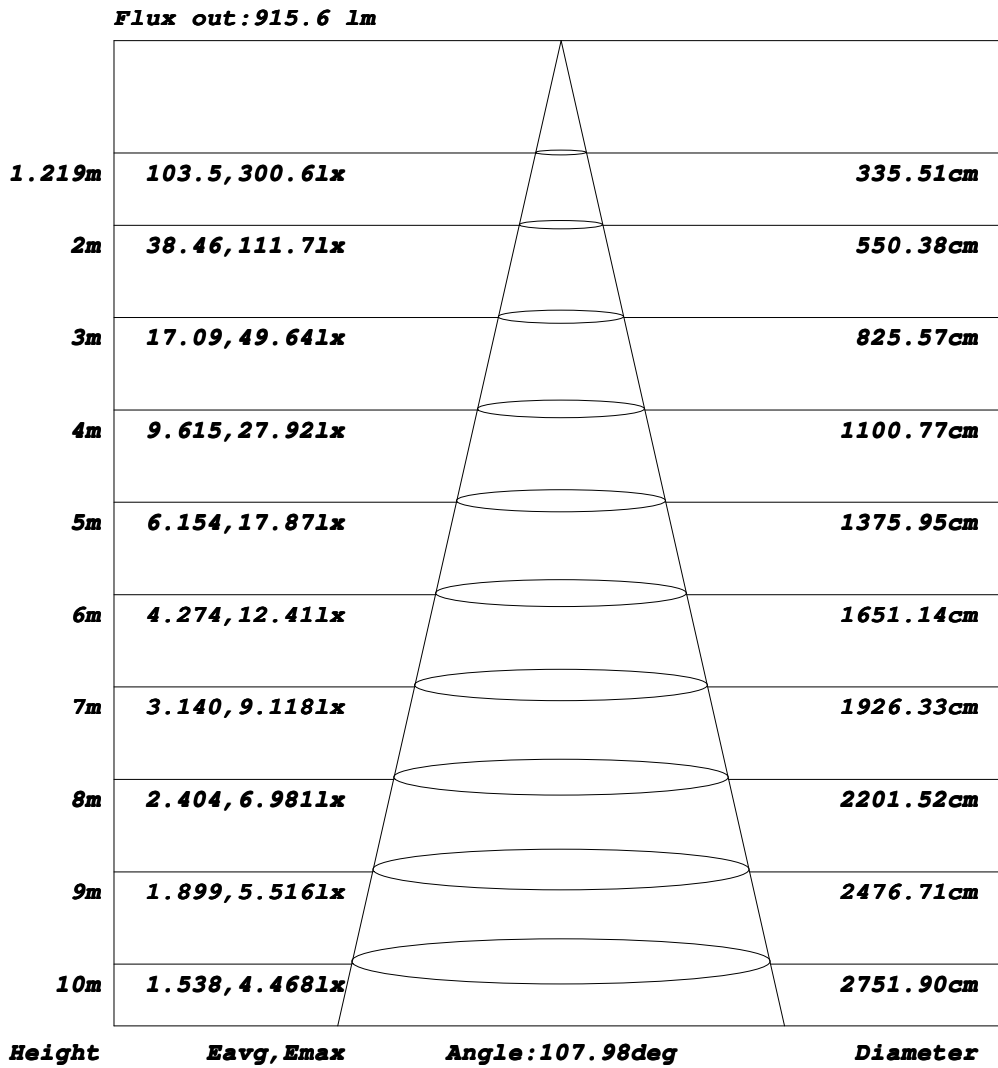 Flux out:915.6 lm
1.219m 103.5,300.6lx 335.51cm
2m 38.46,111.7lx 550.38cm
3m 17.09,49.64lx 825.57cm
4m 9.615,27.92lx 1100.77cm
5m 6.154,17.87lx 1375.95cm
6m 4.274,12.41lx 1651.14cm
7m 3.140,9.118lx 1926.33cm
8m 2.404,6.981lx 2201.52cm
9m 1.899,5.516lx 2476.71cm
10m 1.538,4.468lx 2751.90cm
Height Eavg,Emax Angle:107.98deg Diameter